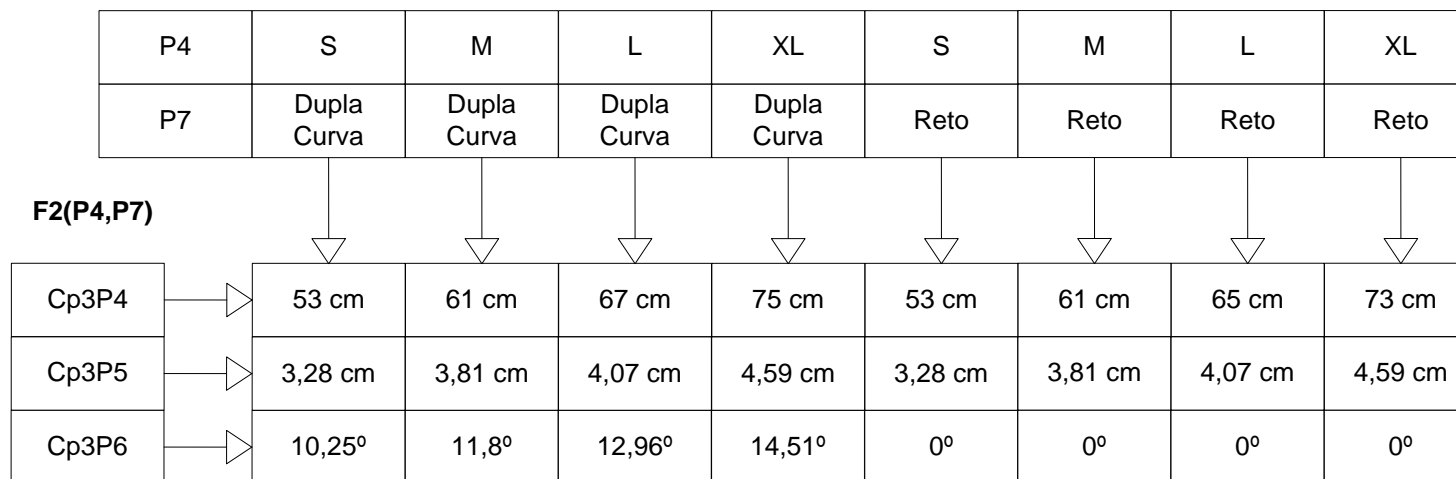 P4 S M L XL S M L XL
P7 Dupla Curva Dupla Curva Dupla Curva Dupla Curva Reto Reto Reto Reto
F2(P4,P7)
Cp3P4 53 cm 61 cm 67 cm 75 cm 53 cm 61 cm 65 cm 73 cm
Cp3P5 3,28 cm 3,81 cm 4,07 cm 4,59 cm 3,28 cm 3,81 cm 4,07 cm 4,59 cm
Cp3P6 10,25º 11,8º 12,96º 14,51º 0º 0º 0º 0º